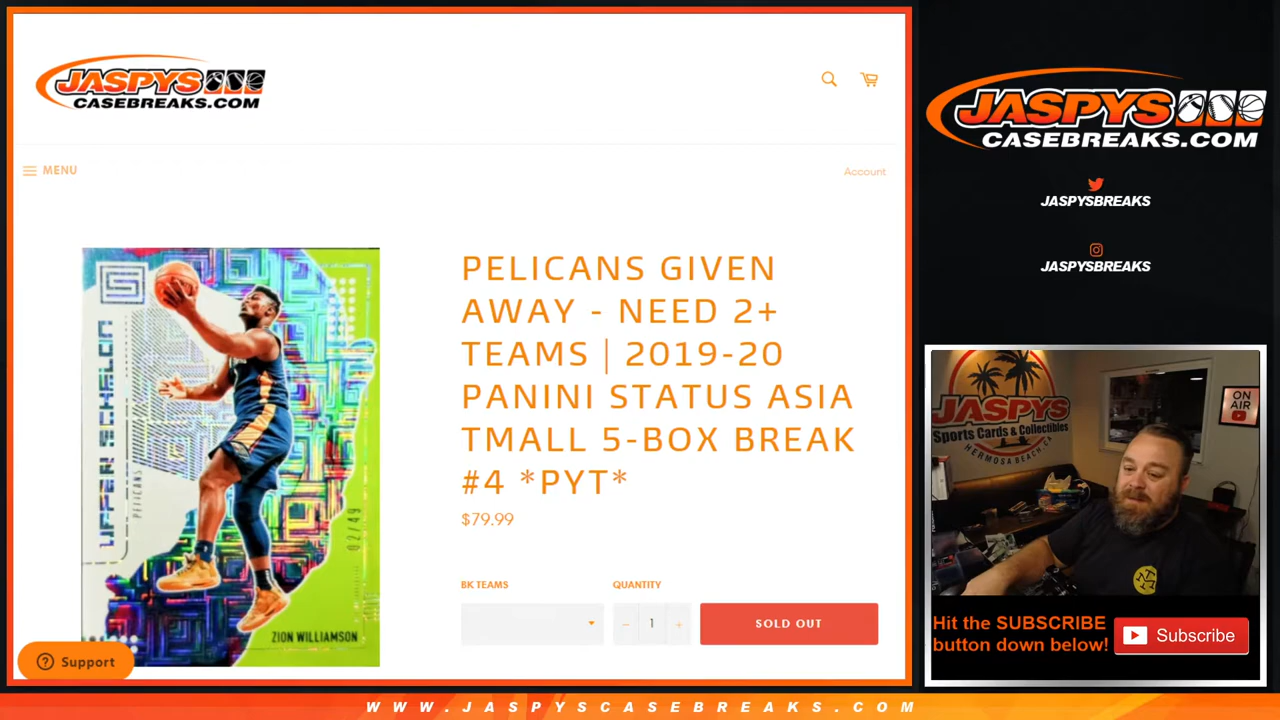 JASPYS
CASEBREAKS.COM
MENU
Account
UPPER ECHELON
PELICANS
02/49
ZION WILLIAMSON
PELICANS GIVEN
AWAY - NEED 2+
TEAMS | 2019-20
PANINI STATUS ASIA
TMALL 5-BOX BREAK
#4 *PYT*
$79.99
BK TEAMS
QUANTITY
1
SOLD OUT
Support
JASPYS
CASEBREAKS.COM
JASPYSBREAKS
JASPYSBREAKS
JASPYS
Sports Cards & Collectibles
HERMOSA BEACH, CA
ON
AIR
Hit the SUBSCRIBE
button down below!
Subscribe
WWW.JASPYSCASEBREAKS.COM